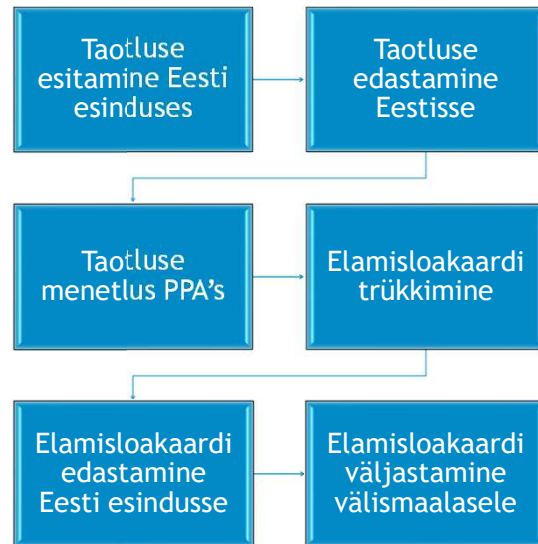 Taotluse
esitamine Eesti
esinduses
Taotluse
edastamine
Eestisse
Taotluse
menetlus PPA's
Elamisloakaardi
trükkimine
Elamisloakaardi
edastamine
Eesti esindusse
Elamisloakaardi
väljastamine
välismaalasele